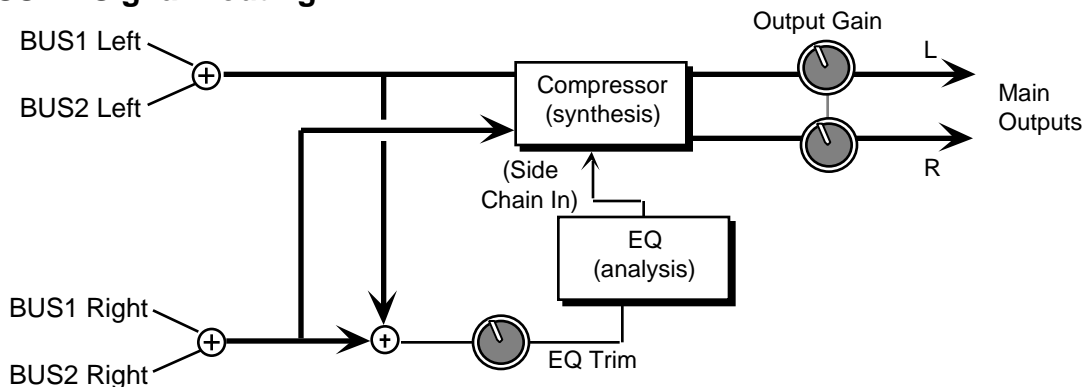 BUS1 Left
BUS2 Left
Compressor
(synthesis)
Output Gain
L
R
Main
Outputs
(Side
Chain In)
EQ
(analysis)
BUS1 Right
BUS2 Right
EQ Trim